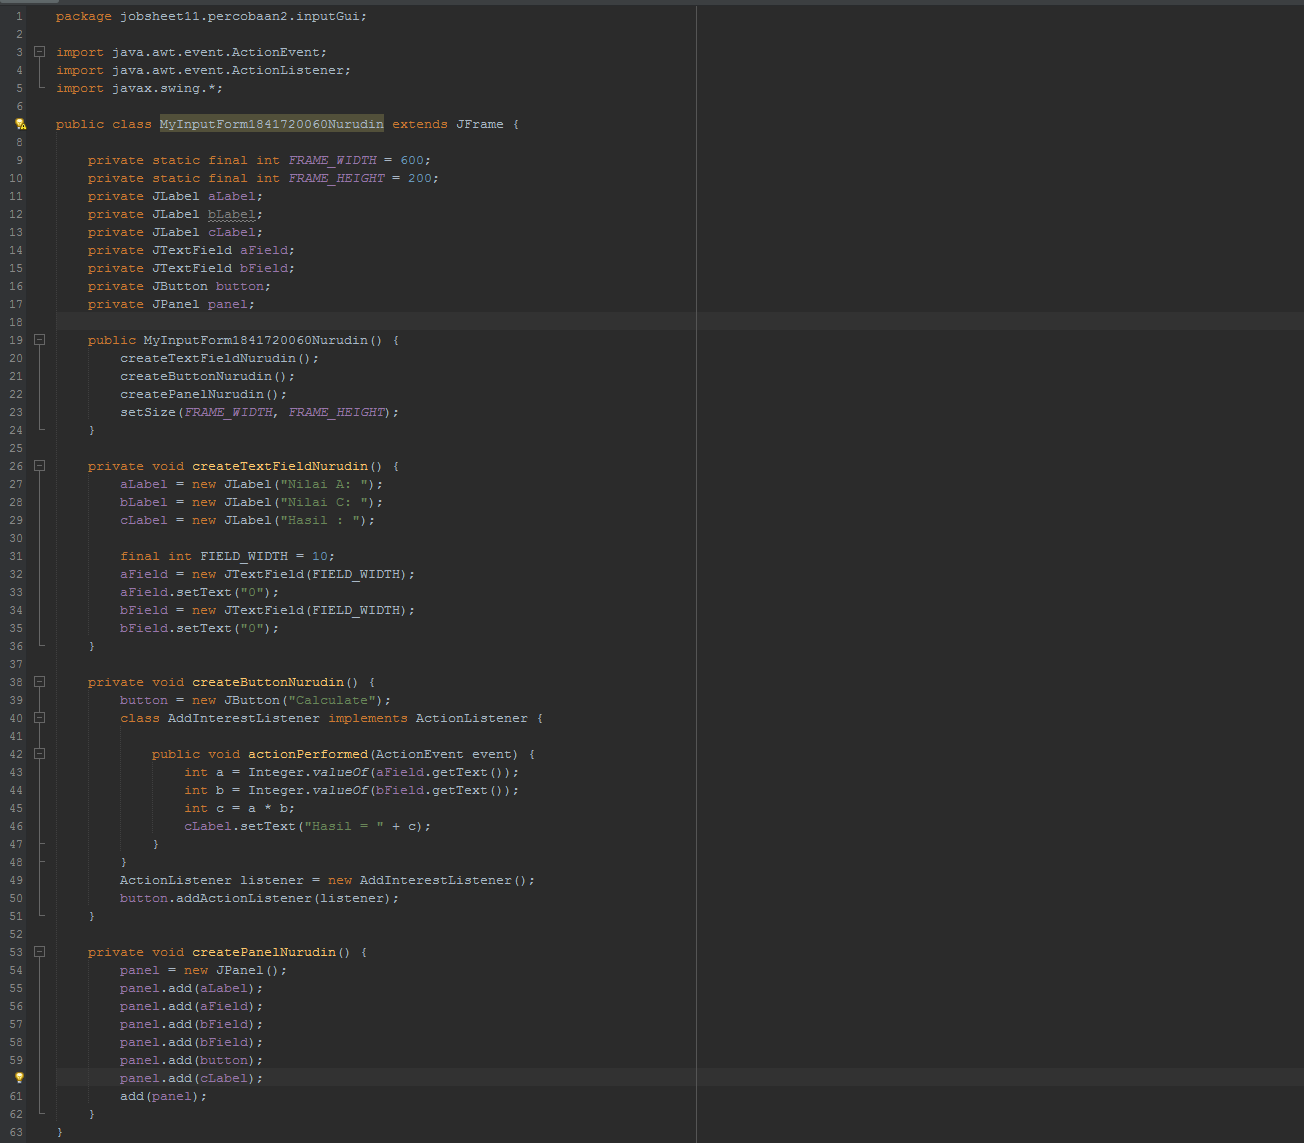 1 package jobsheet11.percobaan2.inputGui;
2
3 import java.awt.event.ActionEvent;
4 import java.awt.event.ActionListener;
5 import javax.swing.*;
6
public class MyInputForm1841720060Nurudin extends JFrame {
8
9 private static final int FRAME_WIDTH = 600;
10 private static final int FRAME_HEIGHT = 200;
11 private JLabel aLabel;
12 private JLabel bLabel;
13 private JLabel cLabel;
14 private JTextField aField;
15 private JTextField bField;
16 private JButton button;
17 private JPanel panel;
18
19 public MyInputForm1841720060Nurudin() {
20 createTextFieldNurudin();
21 createButtonNurudin();
22 createPanelNurudin();
23 setSize(FRAME_WIDTH, FRAME_HEIGHT);
24 }
25
26 private void createTextFieldNurudin() {
27 aLabel = new JLabel("Nilai A: ");
28 bLabel = new JLabel("Nilai C: ");
29 cLabel = new JLabel("Hasil : ");
30
31 final int FIELD_WIDTH = 10;
32 aField = new JTextField(FIELD_WIDTH);
33 aField.setText("0");
34 bField = new JTextField(FIELD_WIDTH);
35 bField.setText("0");
36 }
37
38 private void createButtonNurudin() {
39 button = new JButton("Calculate");
40 class AddInterestListener implements ActionListener {
41
42 public void actionPerformed(ActionEvent event) {
43 int a = Integer.valueOf(aField.getText());
44 int b = Integer.valueOf(bField.getText());
45 int c = a * b;
46 cLabel.setText("Hasil = " + c);
47 }
48 }
49 ActionListener listener = new AddInterestListener();
50 button.addActionListener(listener);
51 }
52
53 private void createPanelNurudin() {
54 panel = new JPanel();
55 panel.add(aLabel);
56 panel.add(aField);
57 panel.add(bField);
58 panel.add(bField);
59 panel.add(button);
panel.add(cLabel);
61 add(panel);
62 }
63 }